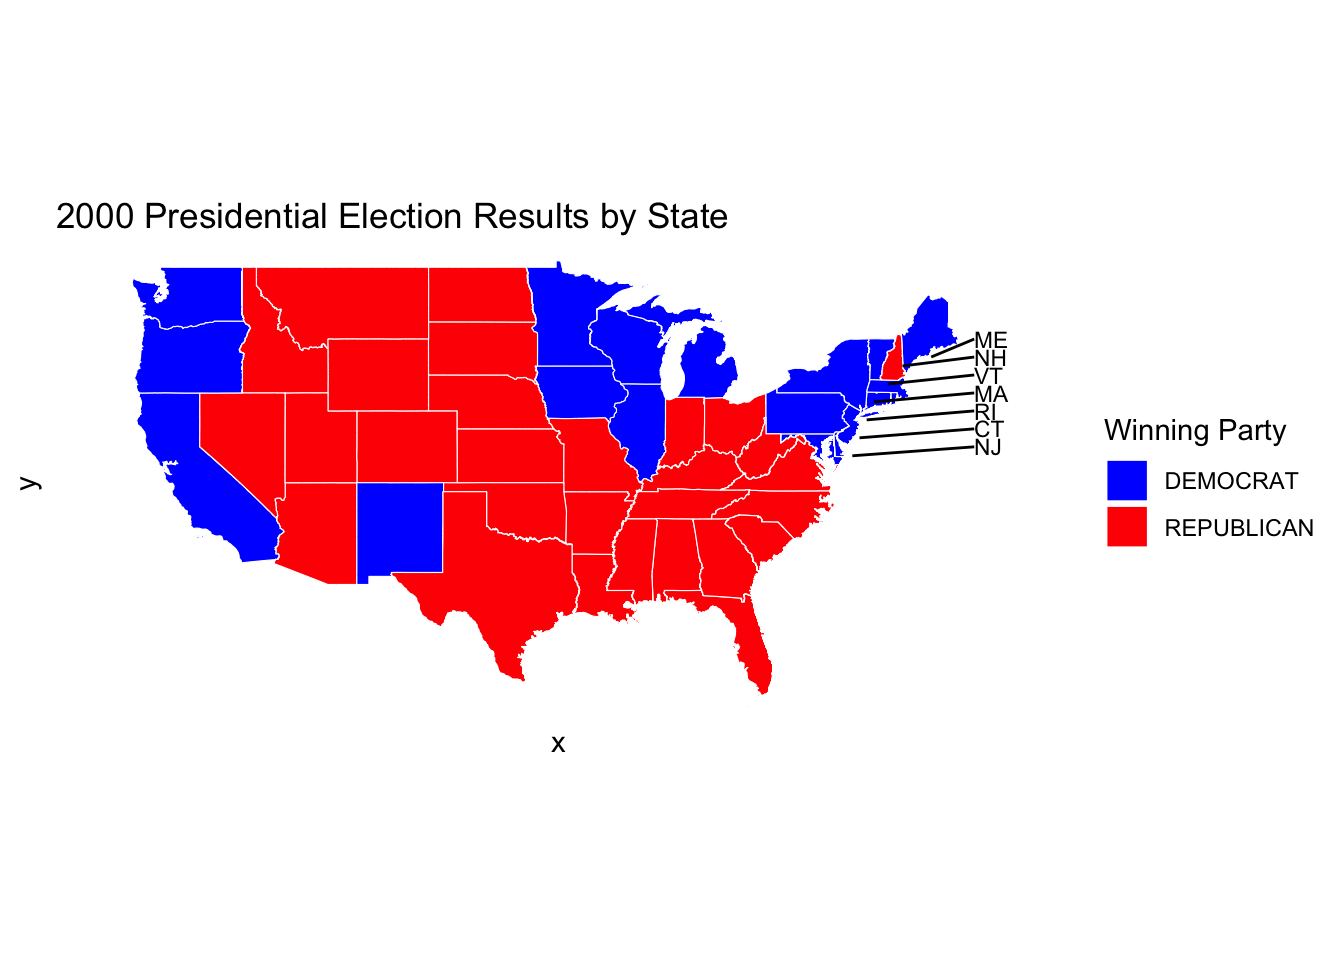 2000 Presidential Election Results by State
ME
NH
VT
MA
RI
CT
NJ
Winning Party
DEMOCRAT
REPUBLICAN
y
x